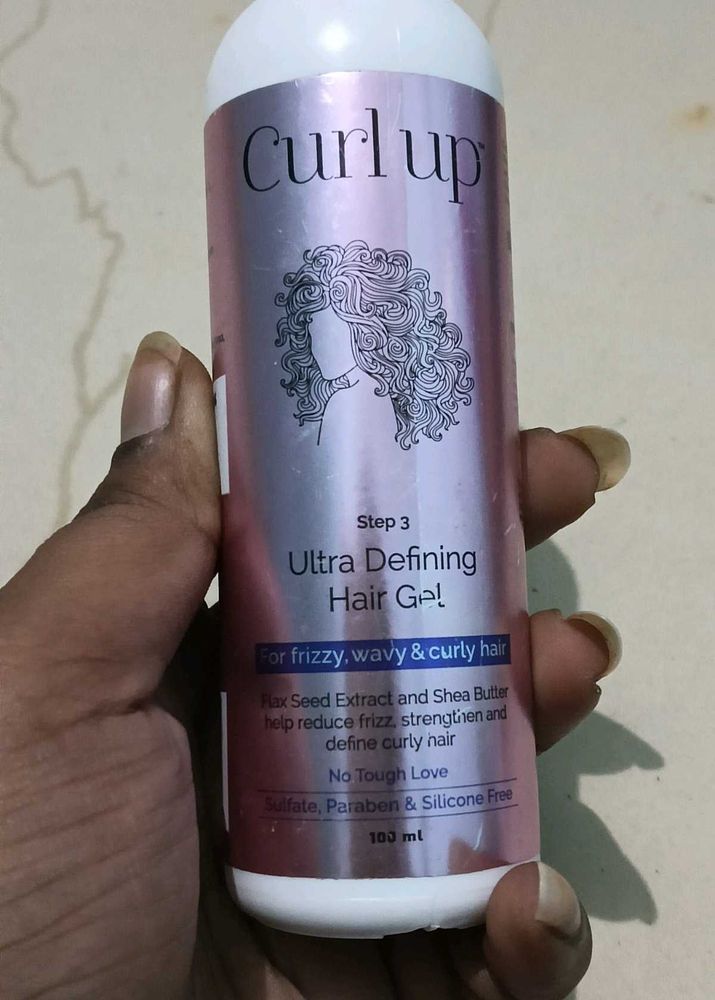 Curl up™
Step 3
Ultra Defining
Hair Gel
For frizzy, wavy & curly hair
Flax Seed Extract and Shea Butter
help reduce frizz, strengthen and
define curly hair
No Tough Love
Sulfate, Paraben & Silicone Free
100 ml